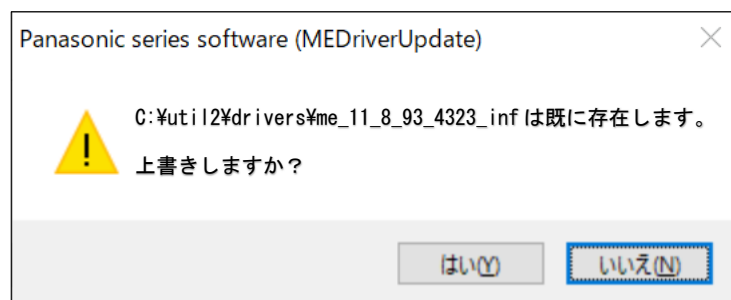 Panasonic series software (MEDriverUpdate)
C:¥util2¥drivers¥me_11_8_93_4323_infは既に存在します。
上書きしますか？
はい(Y)
いいえ(N)